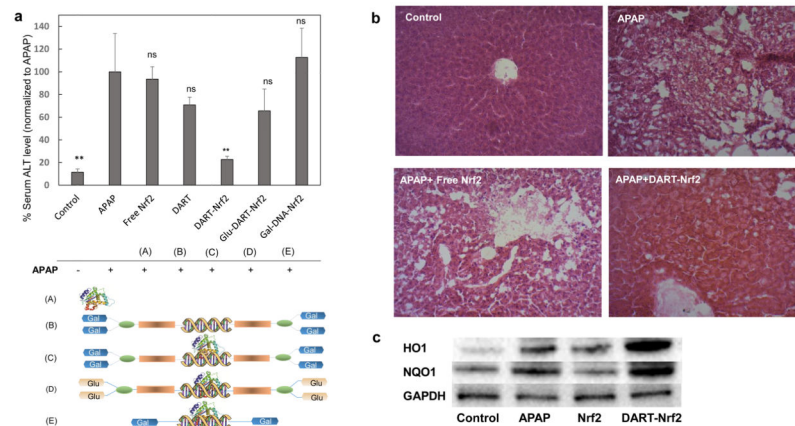 a
% Serum ALT level (normalized to APAP)
140
120
100
80
60
40
20
0
**
ns
ns
**
ns
ns
Control
APAP
Free Nrf2
DART
DART-Nrf2
Glu-DART-Nrf2
Gal-DNA-Nrf2
(A) (B) (C) (D) (E)
APAP - + + + + + +
(A)
(B) Gal Gal Gal Gal
(C) Gal Gal Gal Gal
(D) Glu Glu Glu Glu
(E) Gal Gal
b
Control
APAP
APAP+ Free Nrf2
APAP+DART-Nrf2
c
HO1
NQO1
GAPDH
Control APAP Nrf2 DART-Nrf2